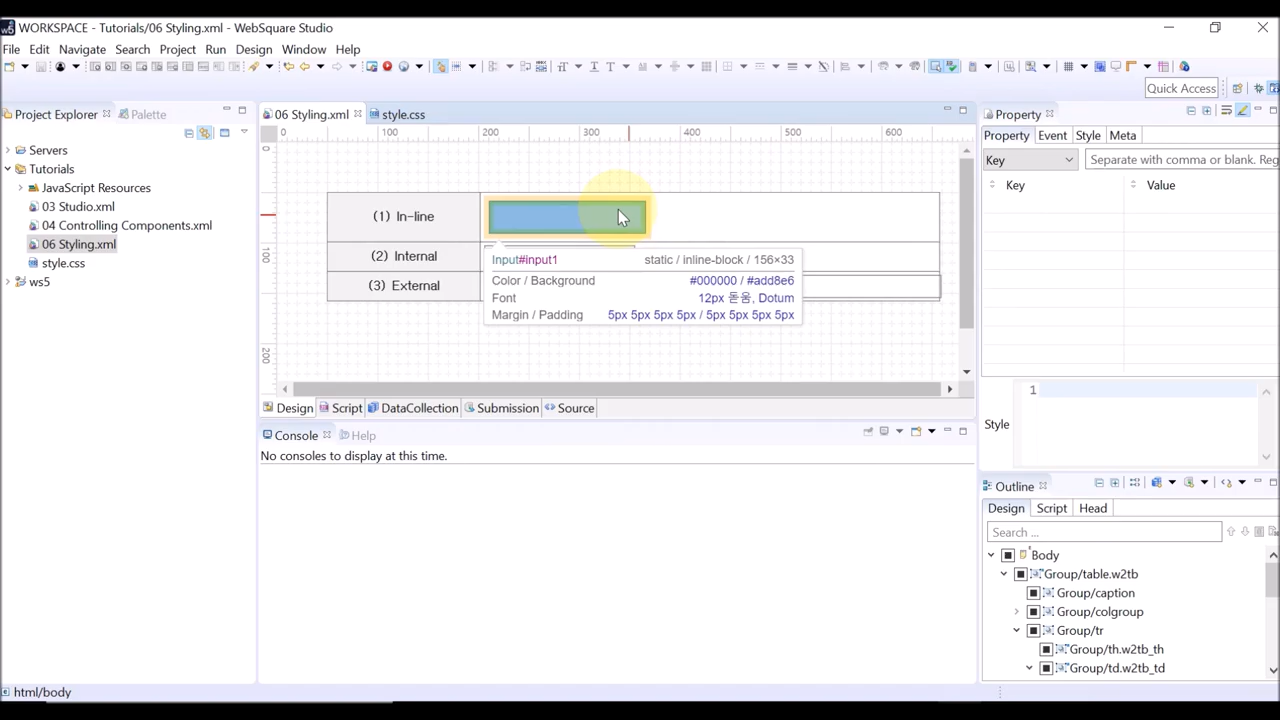 WORKSPACE - Tutorials/06 Styling.xml - WebSquare Studio
File Edit Navigate Search Project Run Design Window Help
Quick Access
Project Explorer Palette
Servers
Tutorials
JavaScript Resources
03 Studio.xml
04 Controlling Components.xml
06 Styling.xml
style.css
ws5
06 Styling.xml style.css
0 100 200 300 400 500 600
0
100
200
(1) In-line
(2) Internal
(3) External
Input#input1 static / inline-block / 156×33
Color / Background #000000 / #add8e6
Font 12px 돋움, Dotum
Margin / Padding 5px 5px 5px 5px / 5px 5px 5px 5px
Design Script DataCollection Submission Source
Console Help
No consoles to display at this time.
Property
Property Event Style Meta
Key Separate with comma or blank. Reg
Key Value
1
Style
Outline
Design Script Head
Search ...
Body
Group/table.w2tb
Group/caption
Group/colgroup
Group/tr
Group/th.w2tb_th
Group/td.w2tb_td
html/body